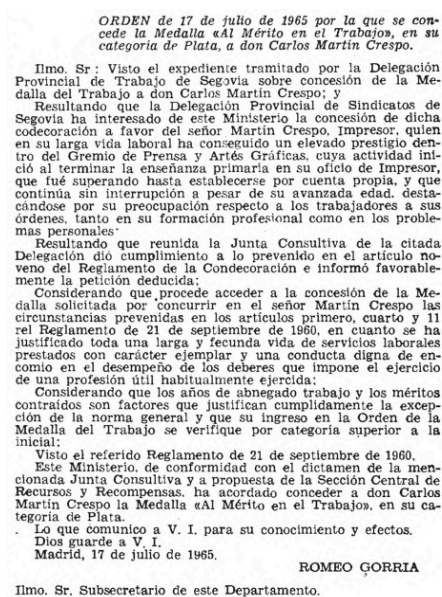 ORDEN de 17 de julio de 1965 por la que se con-
cede la Medalla «Al Mérito en el Trabajo», en su
categoría de Plata, a don Carlos Martín Crespo.
Ilmo. Sr : Visto el expediente tramitado por la Delegación
Provincial de Trabajo de Segovia sobre concesión de la Me-
dalla del Trabajo a don Carlos Martín Crespo; y
Resultando que la Delegación Provincial de Sindicatos de
Segovia ha interesado de este Ministerio la concesión de dicha
codecoración a favor del señor Martín Crespo, Impresor, quien
en su larga vida laboral ha conseguido un elevado prestigio den-
tro del Gremio de Prensa y Artés Gráficas, cuya actividad ini-
ció al terminar la enseñanza primaria en su oficio de Impresor,
que fué superando hasta establecerse por cuenta propia, y que
continúa sin interrupción a pesar de su avanzada edad, desta-
cándose por su preocupación respecto a los trabajadores a sus
órdenes, tanto en su formación profesional como en los proble-
mas personales·
Resultando que reunida la Junta Consultiva de la citada
Delegación dió cumplimiento a lo prevenido en el artículo no-
veno del Reglamento de la Condecoración e informó favorable-
mente la petición deducida;
Considerando que procede acceder a la concesión de la Me-
dalla solicitada por concurrir en el señor Martín Crespo las
circunstancias prevenidas en los artículos primero, cuarto y 11
rel Reglamento de 21 de septiembre de 1960, en cuanto se ha
justificado toda una larga y fecunda vida de servicios laborales
prestados con carácter ejemplar y una conducta digna de en-
comio en el desempeño de los deberes que impone el ejercicio
de una profesión útil habitualmente ejercida;
Considerando que los años de abnegado trabajo y los méritos
contraídos son factores que justifican cumplidamente la excep-
ción de la norma general y que su ingreso en la Orden de la
Medalla del Trabajo se verifique por categoría superior a la
inicial;
Visto el referido Reglamento de 21 de septiembre de 1960,
Este Ministerio, de conformidad con el dictamen de la men-
cionada Junta Consultiva y a propuesta de la Sección Central de
Recursos y Recompensas, ha acordado conceder a don Carlos
Martín Crespo la Medalla «Al Mérito en el Trabajo», en su ca-
tegoría de Plata.
Lo que comunico a V. I. para su conocimiento y efectos.
Dios guarde a V. I.
Madrid, 17 de julio de 1965.
ROMEO GORRIA
Ilmo. Sr. Subsecretario de este Departamento.